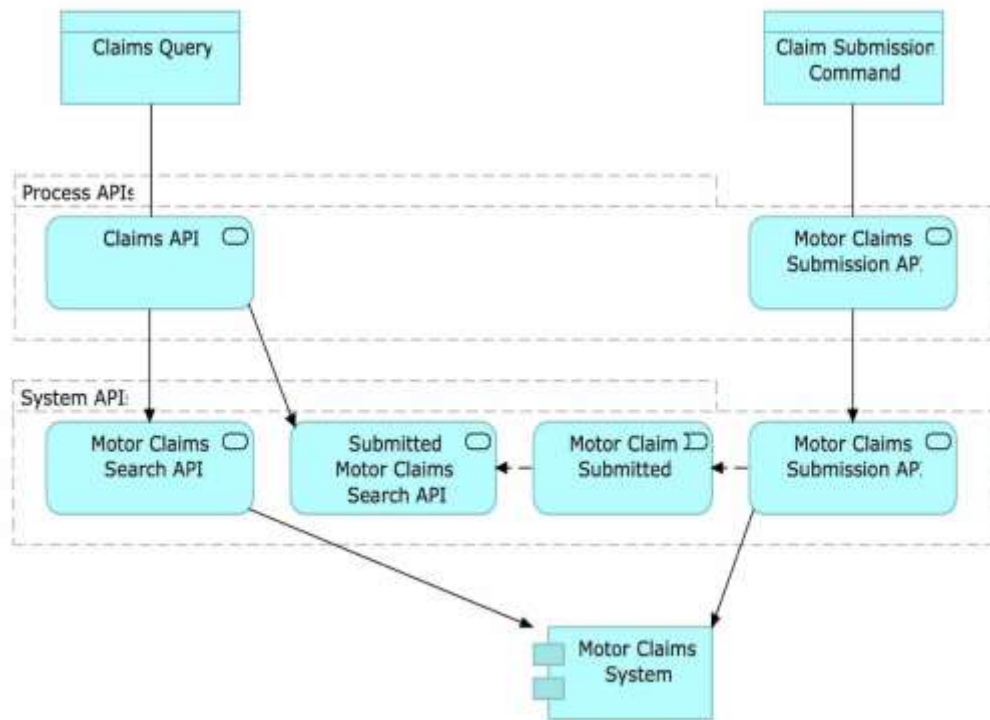 Claims Query
Claim Submission
Command
Process APIs
Claims API
Motor Claims
Submission API
System APIs
Motor Claims
Search API
Submitted
Motor Claims
Search API
Motor Claim
Submitted
Motor Claims
Submission API
Motor Claims
System